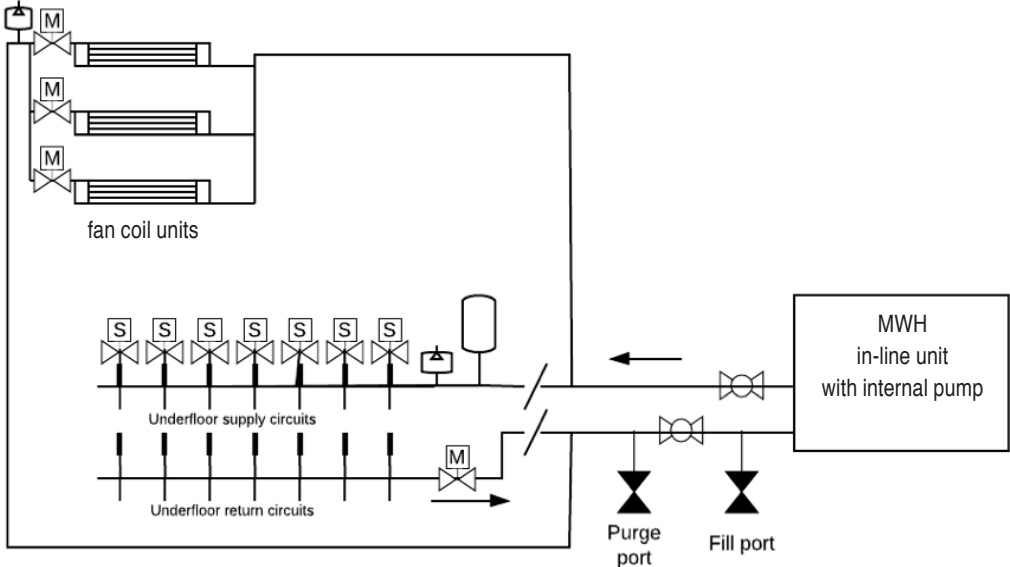 M
M
M
fan coil units
MWH
in-line unit
with internal pump
S S S S S S S
Underfloor supply circuits
M
Underfloor return circuits
Purge
port
Fill port